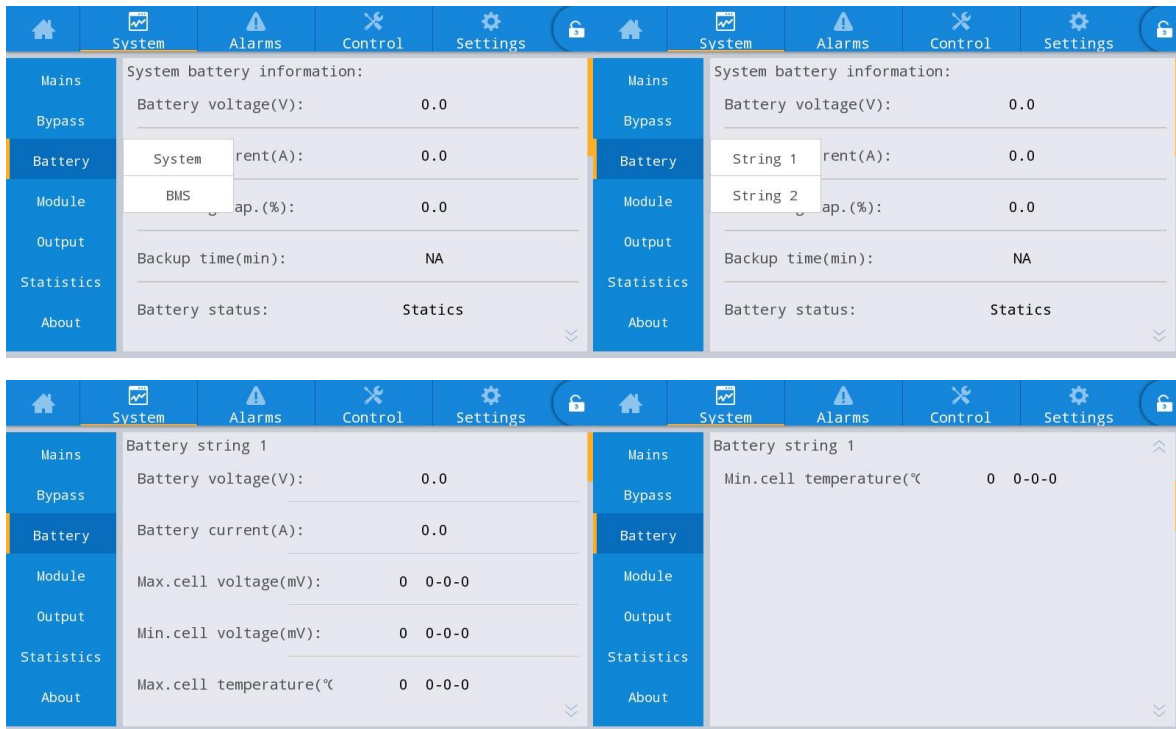 System Alarms Control Settings
3
Mains
Bypass
Battery
Module
Output
Statistics
About
System battery information:
Battery voltage(V): 0.0
System
BMS
rent(A): 0.0
ap.(%): 0.0
Backup time(min): NA
Battery status: Statics
System Alarms Control Settings
3
Mains
Bypass
Battery
Module
Output
Statistics
About
System battery information:
Battery voltage(V): 0.0
String 1
String 2
rent(A): 0.0
ap.(%): 0.0
Backup time(min): NA
Battery status: Statics
System Alarms Control Settings
3
Mains
Bypass
Battery
Module
Output
Statistics
About
Battery string 1
Battery voltage(V): 0.0
Battery current(A): 0.0
Max.cell voltage(mV): 0 0-0-0
Min.cell voltage(mV): 0 0-0-0
Max.cell temperature(℃ 0 0-0-0
System Alarms Control Settings
3
Mains
Bypass
Battery
Module
Output
Statistics
About
Battery string 1
Min.cell temperature(℃ 0 0-0-0